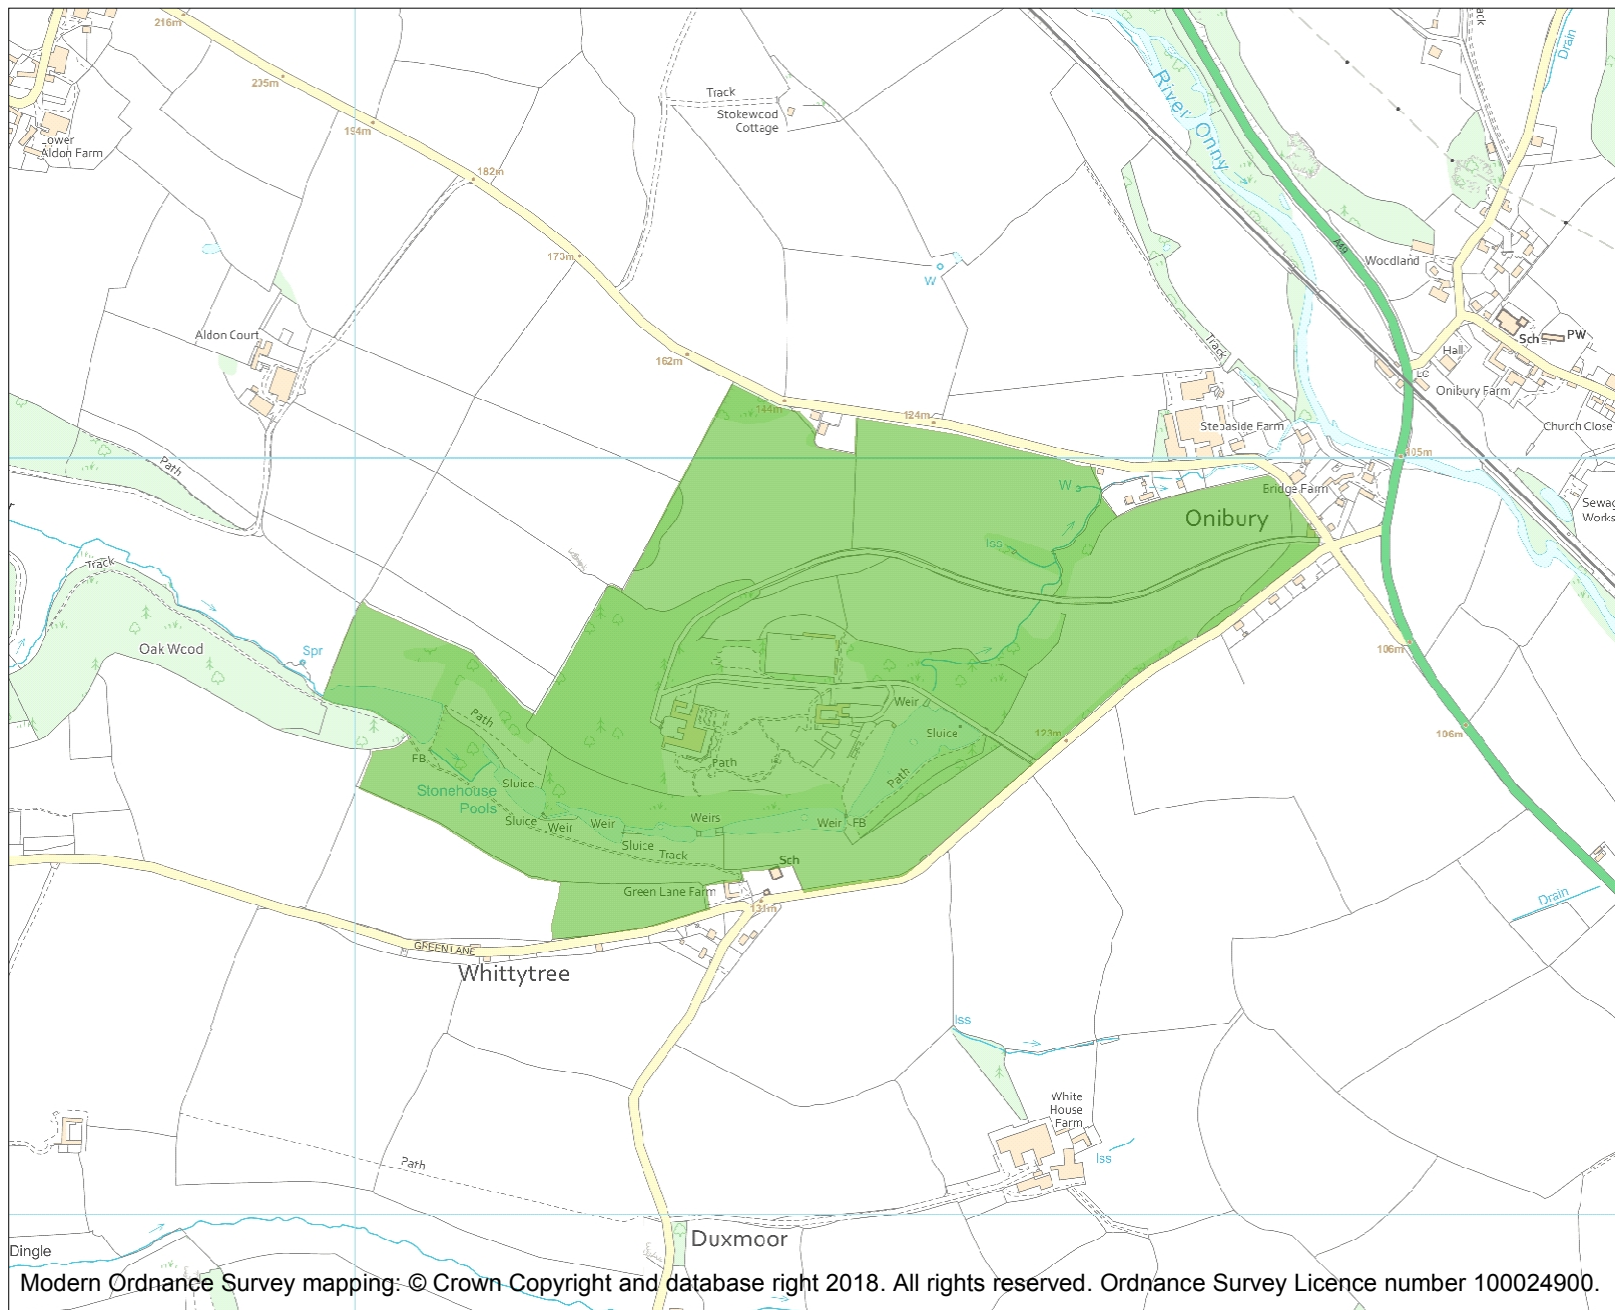 216m
205m
194m
182m
173m
162m
144m
124m
105m
Track
Stokewood
Cottage
Lower
Aldon Farm
River Onny
A49
Drain
ack
Woodland
W
Aldon Court
Track
Sch
PW
Hall
LC
Onibury Farm
Stepaside Farm
Church Close
Path
W
Bridge Farm
Onibury
Sewag
Works
r
Iss
Track
Oak Wood
Spr
106m
Path
Weir
Sluice
123m
106m
FB
Path
Path
Stonehouse
Pools
Sluice
Sluice
Weir
Weir
Weirs
Weir
FB
Sluice
Track
Sch
Green Lane Farm
131m
GREEN LANE
Whittytree
Drain
Iss
White
House
Farm
Iss
Path
Duxmoor
Dingle
Modern Ordnance Survey mapping: © Crown Copyright and database right 2018. All rights reserved. Ordnance Survey Licence number 100024900.